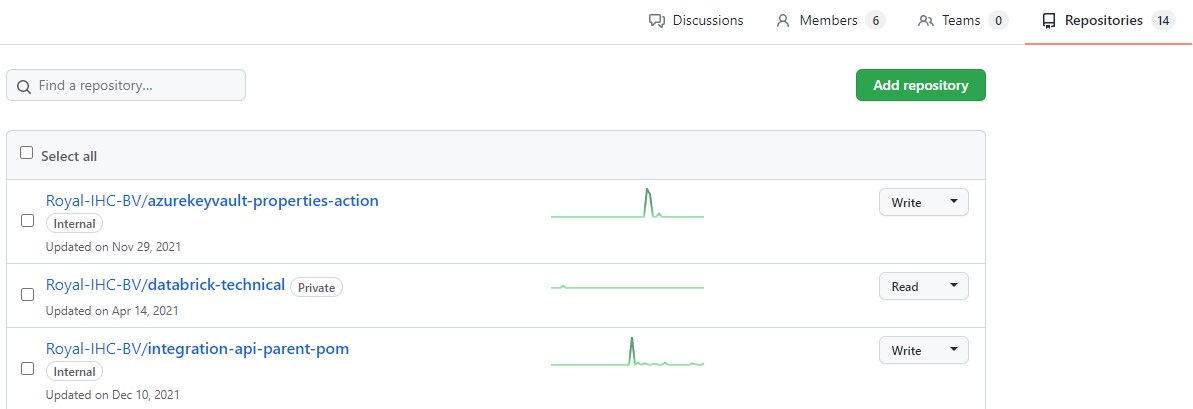 Discussions Members 6 Teams 0 Repositories 14
Find a repository...
Add repository
Select all
Royal-IHC-BV/azurekeyvault-properties-action
Write
Internal
Updated on Nov 29, 2021
Royal-IHC-BV/databrick-technical Private
Read
Updated on Apr 14, 2021
Royal-IHC-BV/integration-api-parent-pom
Write
Internal
Updated on Dec 10, 2021